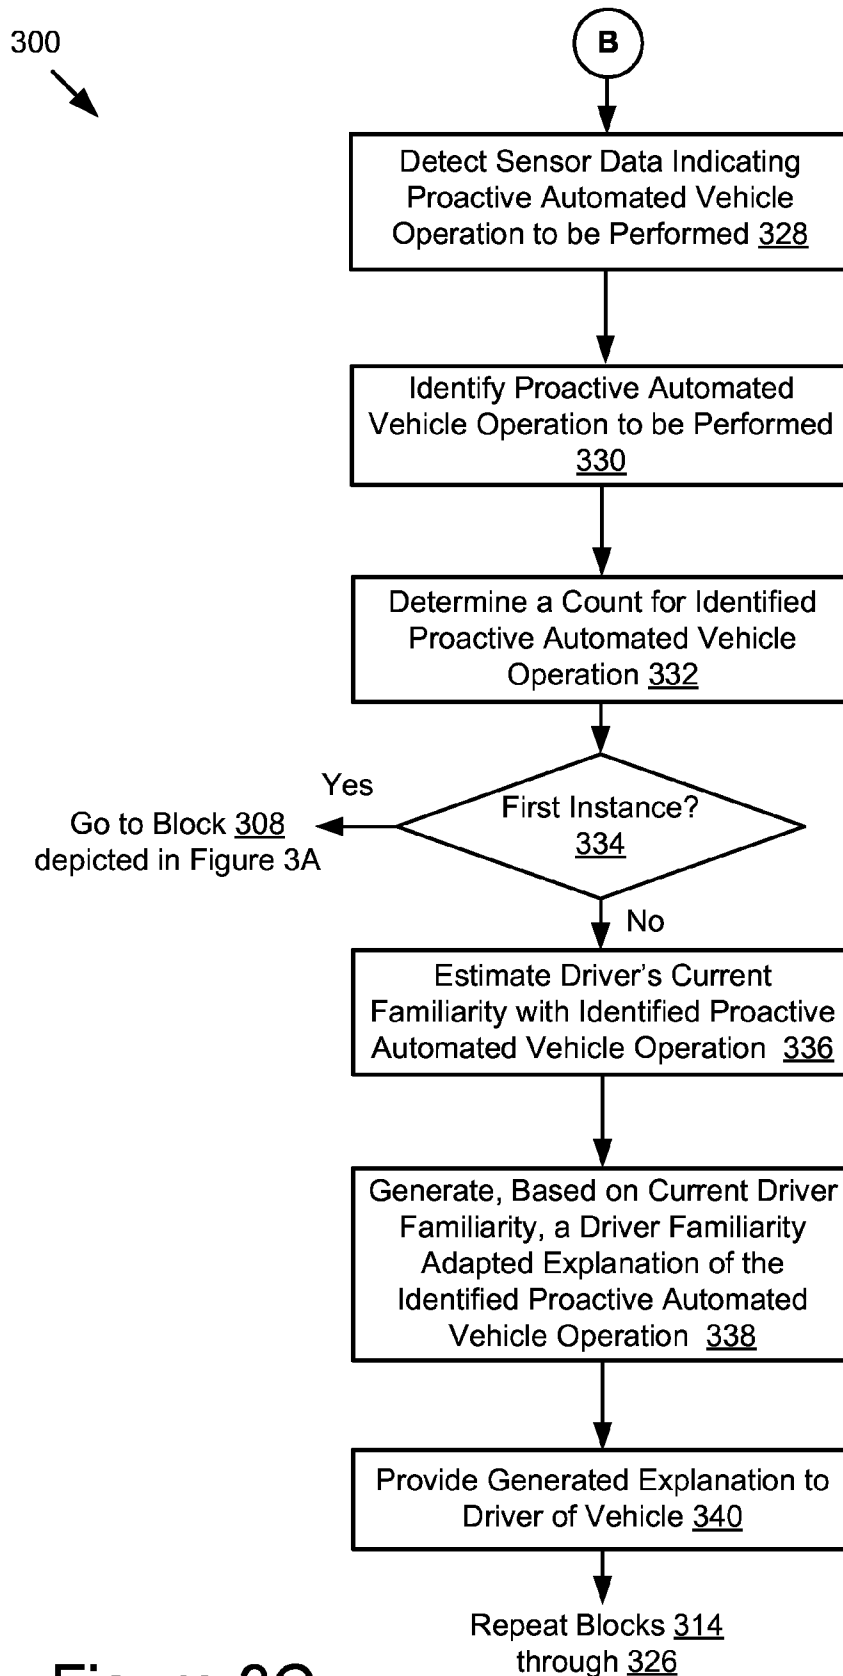 300
B
Detect Sensor Data Indicating
Proactive Automated Vehicle
Operation to be Performed 328
Identify Proactive Automated
Vehicle Operation to be Performed
330
Determine a Count for Identified
Proactive Automated Vehicle
Operation 332
Yes
First Instance?
334
Go to Block 308
depicted in Figure 3A
No
Estimate Driver's Current
Familiarity with Identified Proactive
Automated Vehicle Operation 336
Generate, Based on Current Driver
Familiarity, a Driver Familiarity
Adapted Explanation of the
Identified Proactive Automated
Vehicle Operation 338
Provide Generated Explanation to
Driver of Vehicle 340
Repeat Blocks 314
through 326
Figure 3C